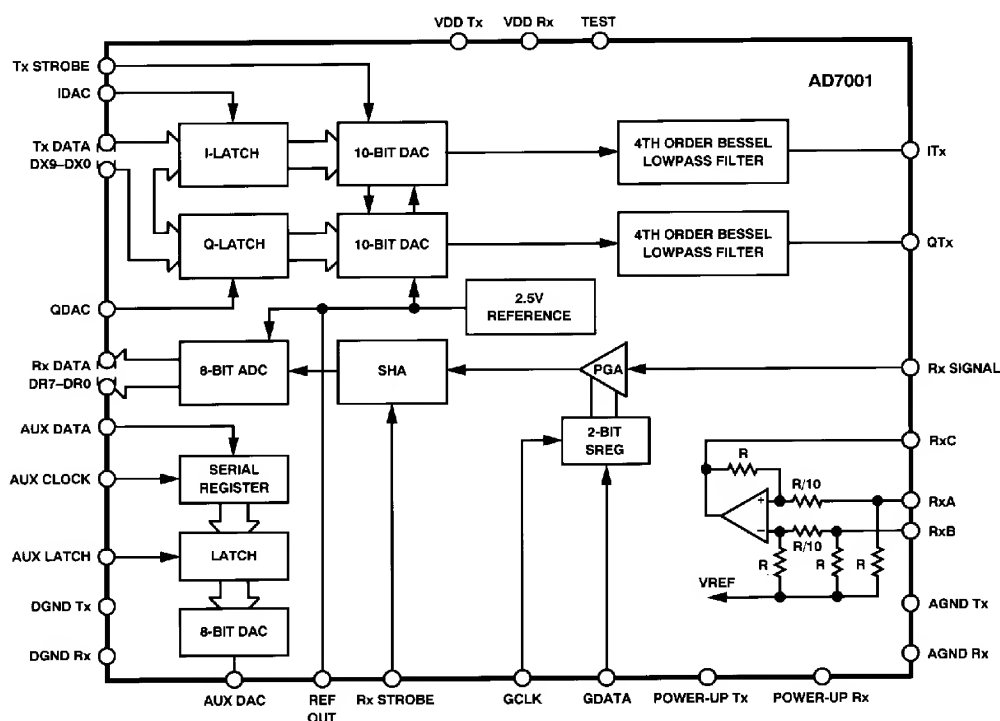 VDD Tx
VDD Rx
TEST
AD7001
Tx STROBE
IDAC
Tx DATA
DX9–DX0
QDAC
Rx DATA
DR7–DR0
AUX DATA
AUX CLOCK
AUX LATCH
DGND Tx
DGND Rx
I-LATCH
10-BIT DAC
4TH ORDER BESSEL
LOWPASS FILTER
ITx
Q-LATCH
10-BIT DAC
4TH ORDER BESSEL
LOWPASS FILTER
QTx
2.5V
REFERENCE
8-BIT ADC
SHA
PGA
Rx SIGNAL
2-BIT
SREG
SERIAL
REGISTER
LATCH
8-BIT DAC
RxC
R
+
R/10
RxA
–
R/10
RxB
R
R
R
VREF
AGND Tx
AGND Rx
AUX DAC
REF
OUT
Rx STROBE
GCLK
GDATA
POWER-UP Tx
POWER-UP Rx